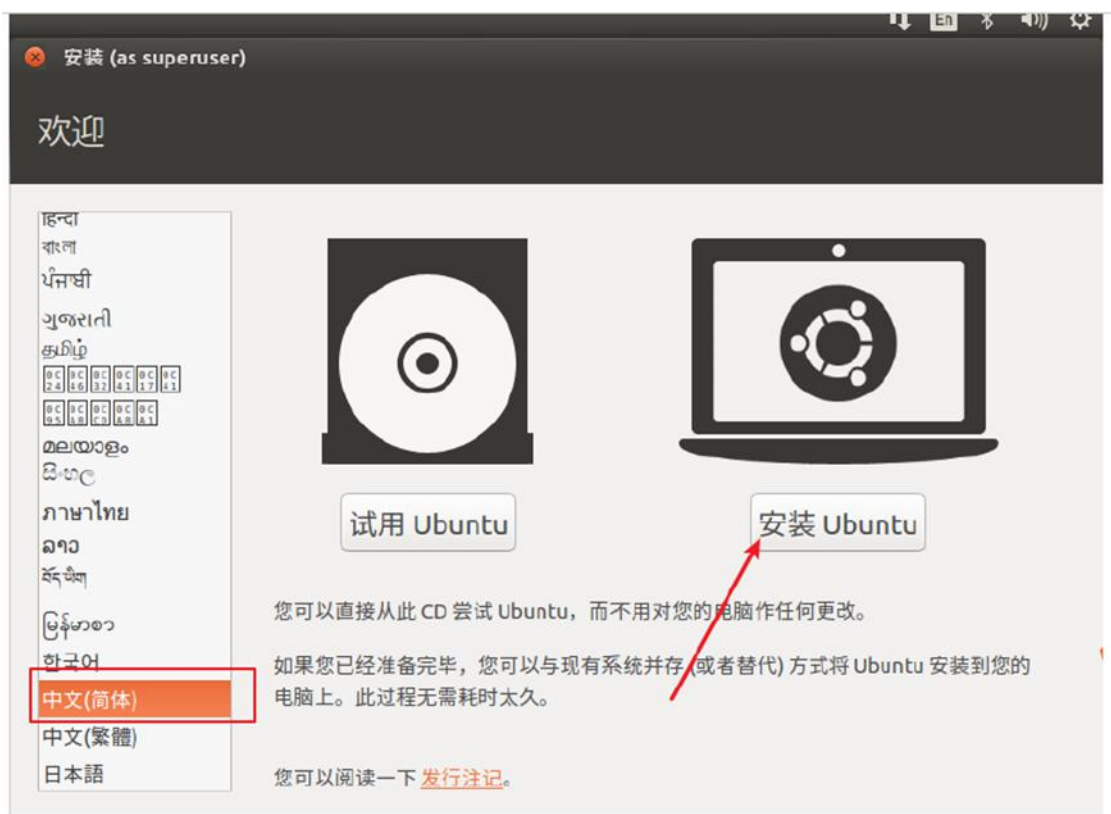 En
安装 (as superuser)
欢迎
हिन्दी
বাংলা
ਪੰਜਾਬੀ
ગુજરાતી
தமிழ்
മലയാളം
සිංහල
ภาษาไทย
ລາວ
မြန်မာစာ
한국어
中文(简体)
中文(繁體)
日本語
试用 Ubuntu
安装 Ubuntu
您可以直接从此 CD 尝试 Ubuntu，而不用对您的电脑作任何更改。
如果您已经准备完毕，您可以与现有系统并存 (或者替代) 方式将 Ubuntu 安装到您的
电脑上。此过程无需耗时太久。
您可以阅读一下 发行注记。